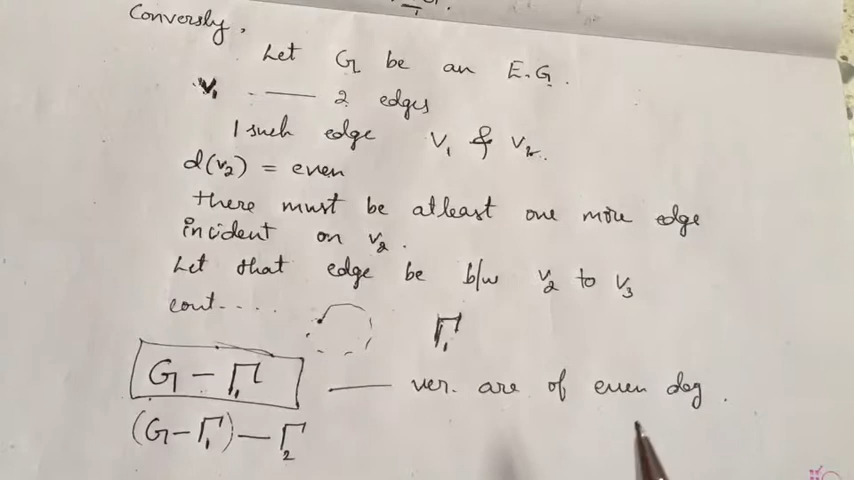 Conversly,
Let G be an E.G.
v₁ —— 2 edges
1 such edge v₁ & v₂.
d(v₂) = even
there must be atleast one more edge
incident on v₂.
Let that edge be b/w v₂ to v₃
cont....
Γ₁
G - Γ₁ —— ver. are of even deg.
(G-Γ₁) - Γ₂